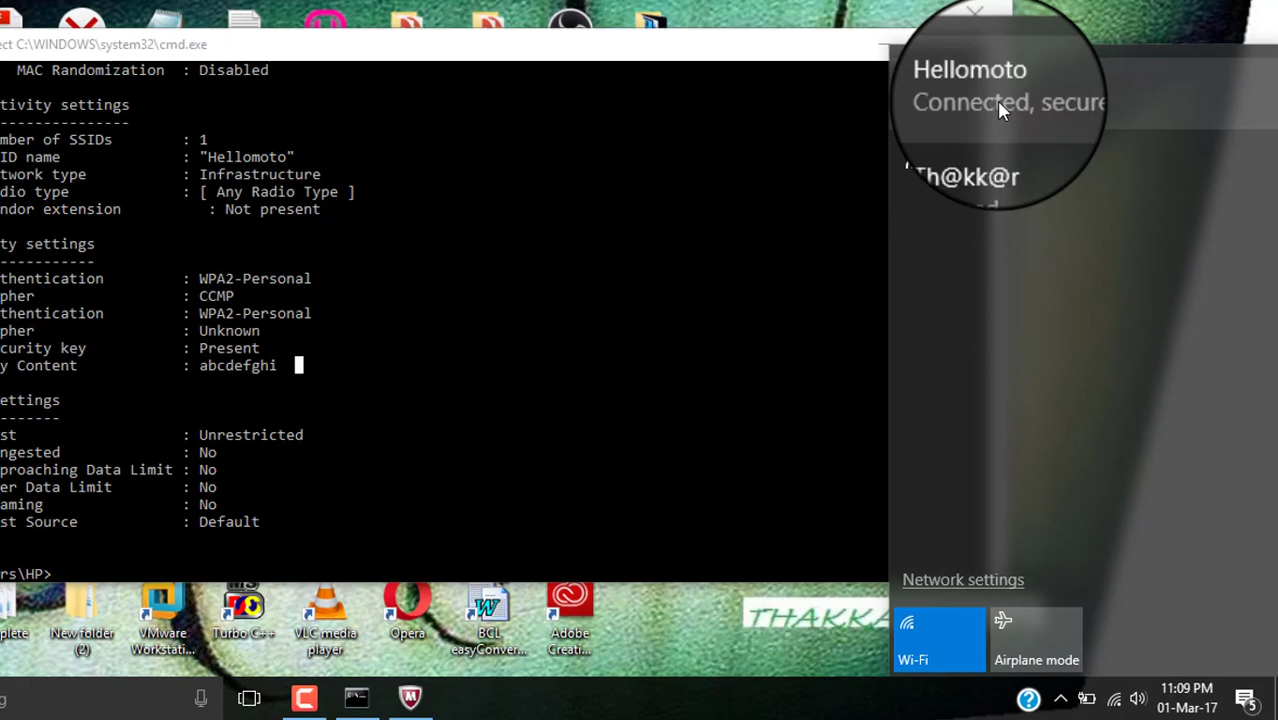 ect C:\WINDOWS\system32\cmd.exe
MAC Randomization : Disabled
tivity settings
---------------
mber of SSIDs : 1
ID name : "Hellomoto"
twork type : Infrastructure
dio type : [ Any Radio Type ]
ndor extension : Not present
ty settings
-----------
thentication : WPA2-Personal
pher : CCMP
thentication : WPA2-Personal
pher : Unknown
curity key : Present
y Content : abcdefghi
ettings
-------
st : Unrestricted
ngested : No
proaching Data Limit : No
er Data Limit : No
aming : No
st Source : Default
rs\HP>
Hellomoto
Connected, secure
"Th@kk@r
Network settings
Wi-Fi
Airplane mode
plete
New folder (2)
VMware Workstati...
Turbo C++
VLC media player
Opera
BCL easyConver...
Adobe Creati...
THAKKA
11:09 PM
01-Mar-17
5